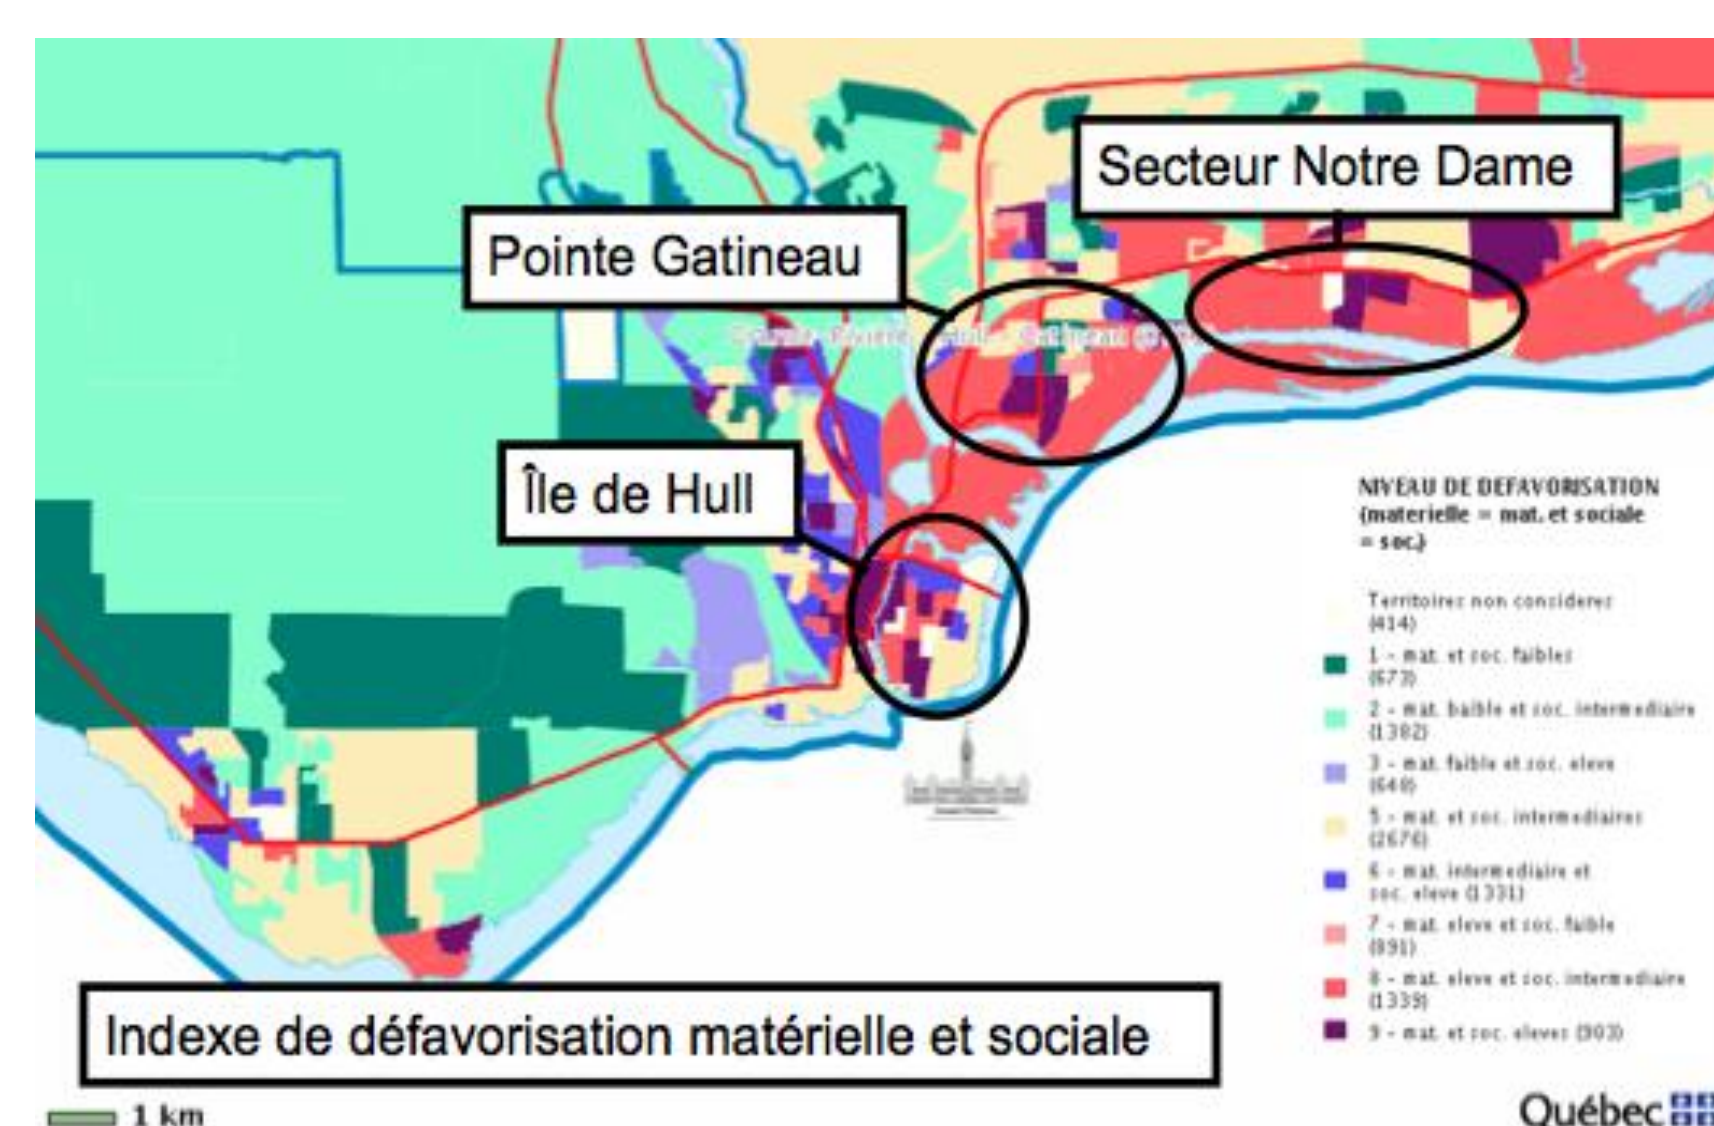 Secteur Notre Dame
Pointe Gatineau
Île de Hull
NIVEAU DE DEFAVORISATION
(materielle = mat. et sociale
= soc.)
Territoires non consideres
(414)
1 - mat. et soc. faibles
(673)
2 - mat. baible et soc. intermediaire
(1382)
3 - mat. faible et soc. eleve
(648)
5 - mat. et soc. intermediaires
(2676)
6 - mat. intermediaire et
soc. eleve (1331)
7 - mat. eleve et soc. faible
(891)
8 - mat. eleve et soc. intermediaire
(1339)
9 - mat. et soc. eleves (903)
Indexe de défavorisation matérielle et sociale
1 km
Québec